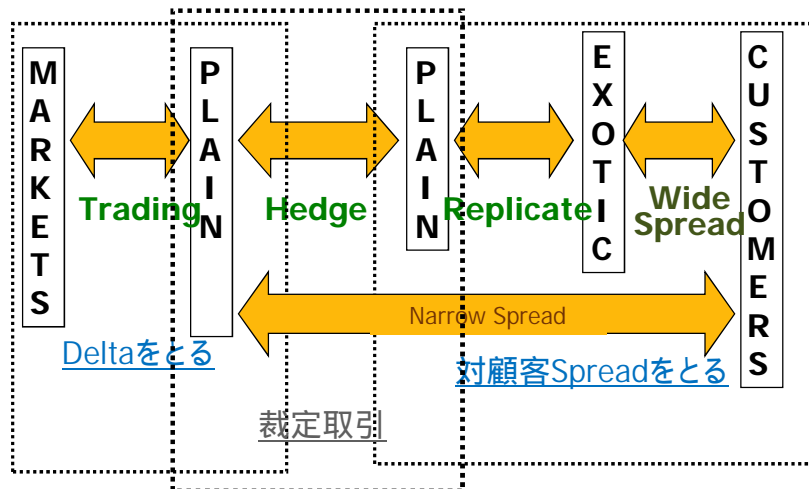 MARKETS
PLAIN
PLAIN
EXOTIC
CUSTOMERS
Trading
Hedge
Replicate
Wide
Spread
Narrow Spread
Deltaをとる
対顧客Spreadをとる
裁定取引